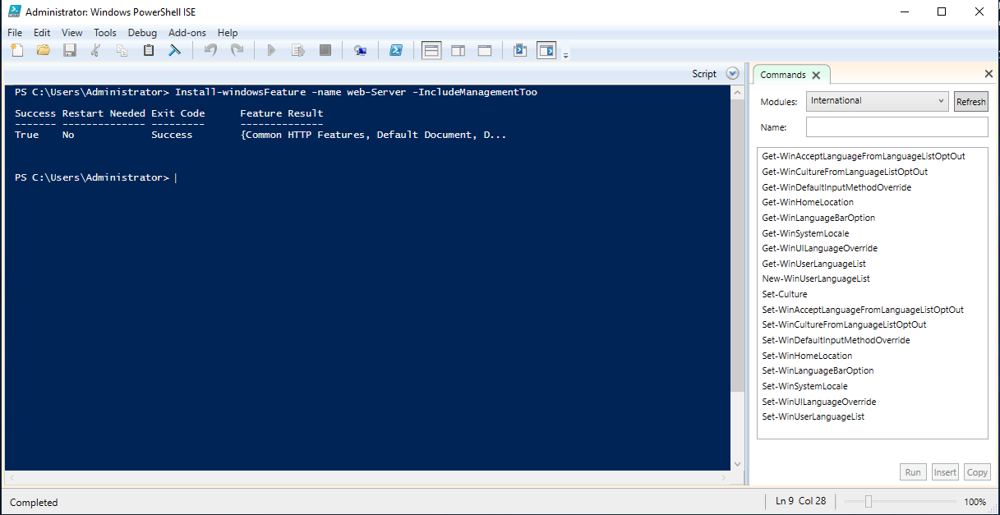 Administrator: Windows PowerShell ISE
File Edit View Tools Debug Add-ons Help
Script
PS C:\Users\Administrator> Install-windowsFeature -name web-Server -IncludeManagementToo
Success Restart Needed Exit Code      Feature Result
------- -------------- ---------      --------------
True    No             Success        {Common HTTP Features, Default Document, D...
PS C:\Users\Administrator>
Commands
Modules: International Refresh
Name:
Get-WinAcceptLanguageFromLanguageListOptOut
Get-WinCultureFromLanguageListOptOut
Get-WinDefaultInputMethodOverride
Get-WinHomeLocation
Get-WinLanguageBarOption
Get-WinSystemLocale
Get-WinUILanguageOverride
Get-WinUserLanguageList
New-WinUserLanguageList
Set-Culture
Set-WinAcceptLanguageFromLanguageListOptOut
Set-WinCultureFromLanguageListOptOut
Set-WinDefaultInputMethodOverride
Set-WinHomeLocation
Set-WinLanguageBarOption
Set-WinSystemLocale
Set-WinUILanguageOverride
Set-WinUserLanguageList
Run Insert Copy
Completed
Ln 9 Col 28
100%